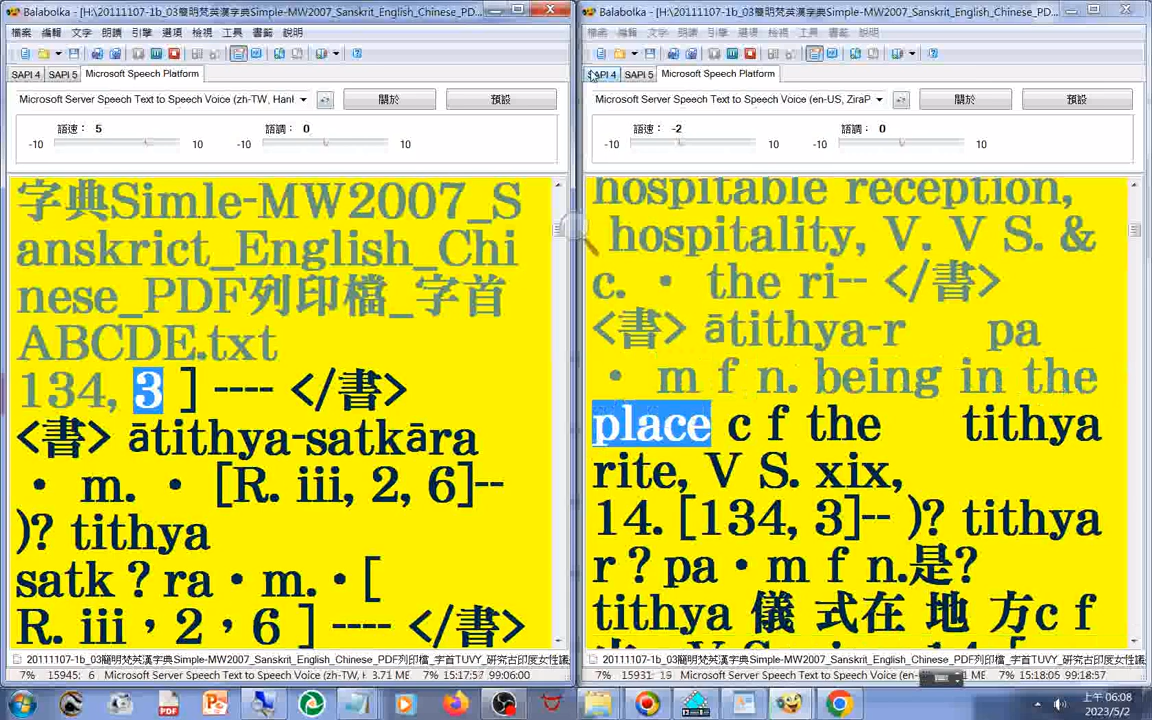 Balabolka - [H:\20111107-1b_03簡明梵英漢字典Simple-MW2007_Sanskrit_English_Chinese_PD...
檔案 編輯 文字 朗讀 引擎 選項 檢視 工具 書籤 說明
SAPI 4 SAPI 5 Microsoft Speech Platform
Microsoft Server Speech Text to Speech Voice (zh-TW, Hanl 關於 預設
語速： 5 語調： 0
-10 10 -10 10
字典Simle-MW2007_S
anskrict_English_Chi
nese_PDF列印檔_字首
ABCDE.txt
134, 3 ] ---- </書>
<書> ātithya-satkāra
• m. • [R. iii, 2, 6]--
)? tithya
satk ? ra • m. • [
R. iii，2，6 ] ---- </書>
20111107-1b_03簡明梵英漢字典Simple-MW2007_Sanskrit_English_Chinese_PDF列印檔_字首TUVY_研究古印度女性議
7% 15945: 6 Microsoft Server Speech Text to Speech Voice (zh-TW, H 3.71 ME 7% 15:17:57 99:06:00
Balabolka - [H:\20111107-1b_03簡明梵英漢字典Simple-MW2007_Sanskrit_English_Chinese_PD...
檔案 編輯 文字 朗讀 引擎 選項 檢視 工具 書籤 說明
SAPI 4 SAPI 5 Microsoft Speech Platform
Microsoft Server Speech Text to Speech Voice (en-US, ZiraP 關於 預設
語速： -2 語調： 0
-10 10 -10 10
hospitable reception,
hospitality, V. V S. &
c. • the ri-- </書>
<書> ātithya-r pa
• m f n. being in the
place c f the tithya
rite, V S. xix,
14. [134, 3]-- )? tithya
r ? pa • m f n.是?
tithya 儀 式在 地 方c f
20111107-1b_03簡明梵英漢字典Simple-MW2007_Sanskrit_English_Chinese_PDF列印檔_字首TUVY_研究古印度女性議
7% 15931: 19 Microsoft Server Speech Text to Speech Voice 7% 15:18:05 99:18:57
上午 06:08
2023/5/2